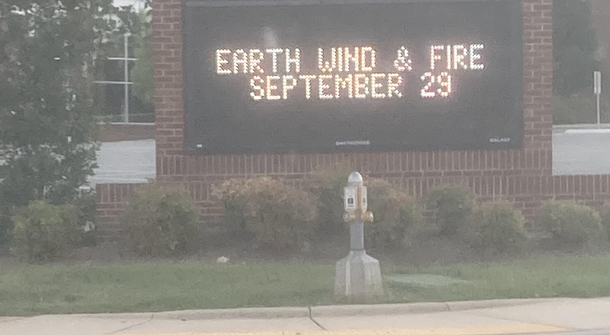 EARTH WIND & FIRE
SEPTEMBER 29